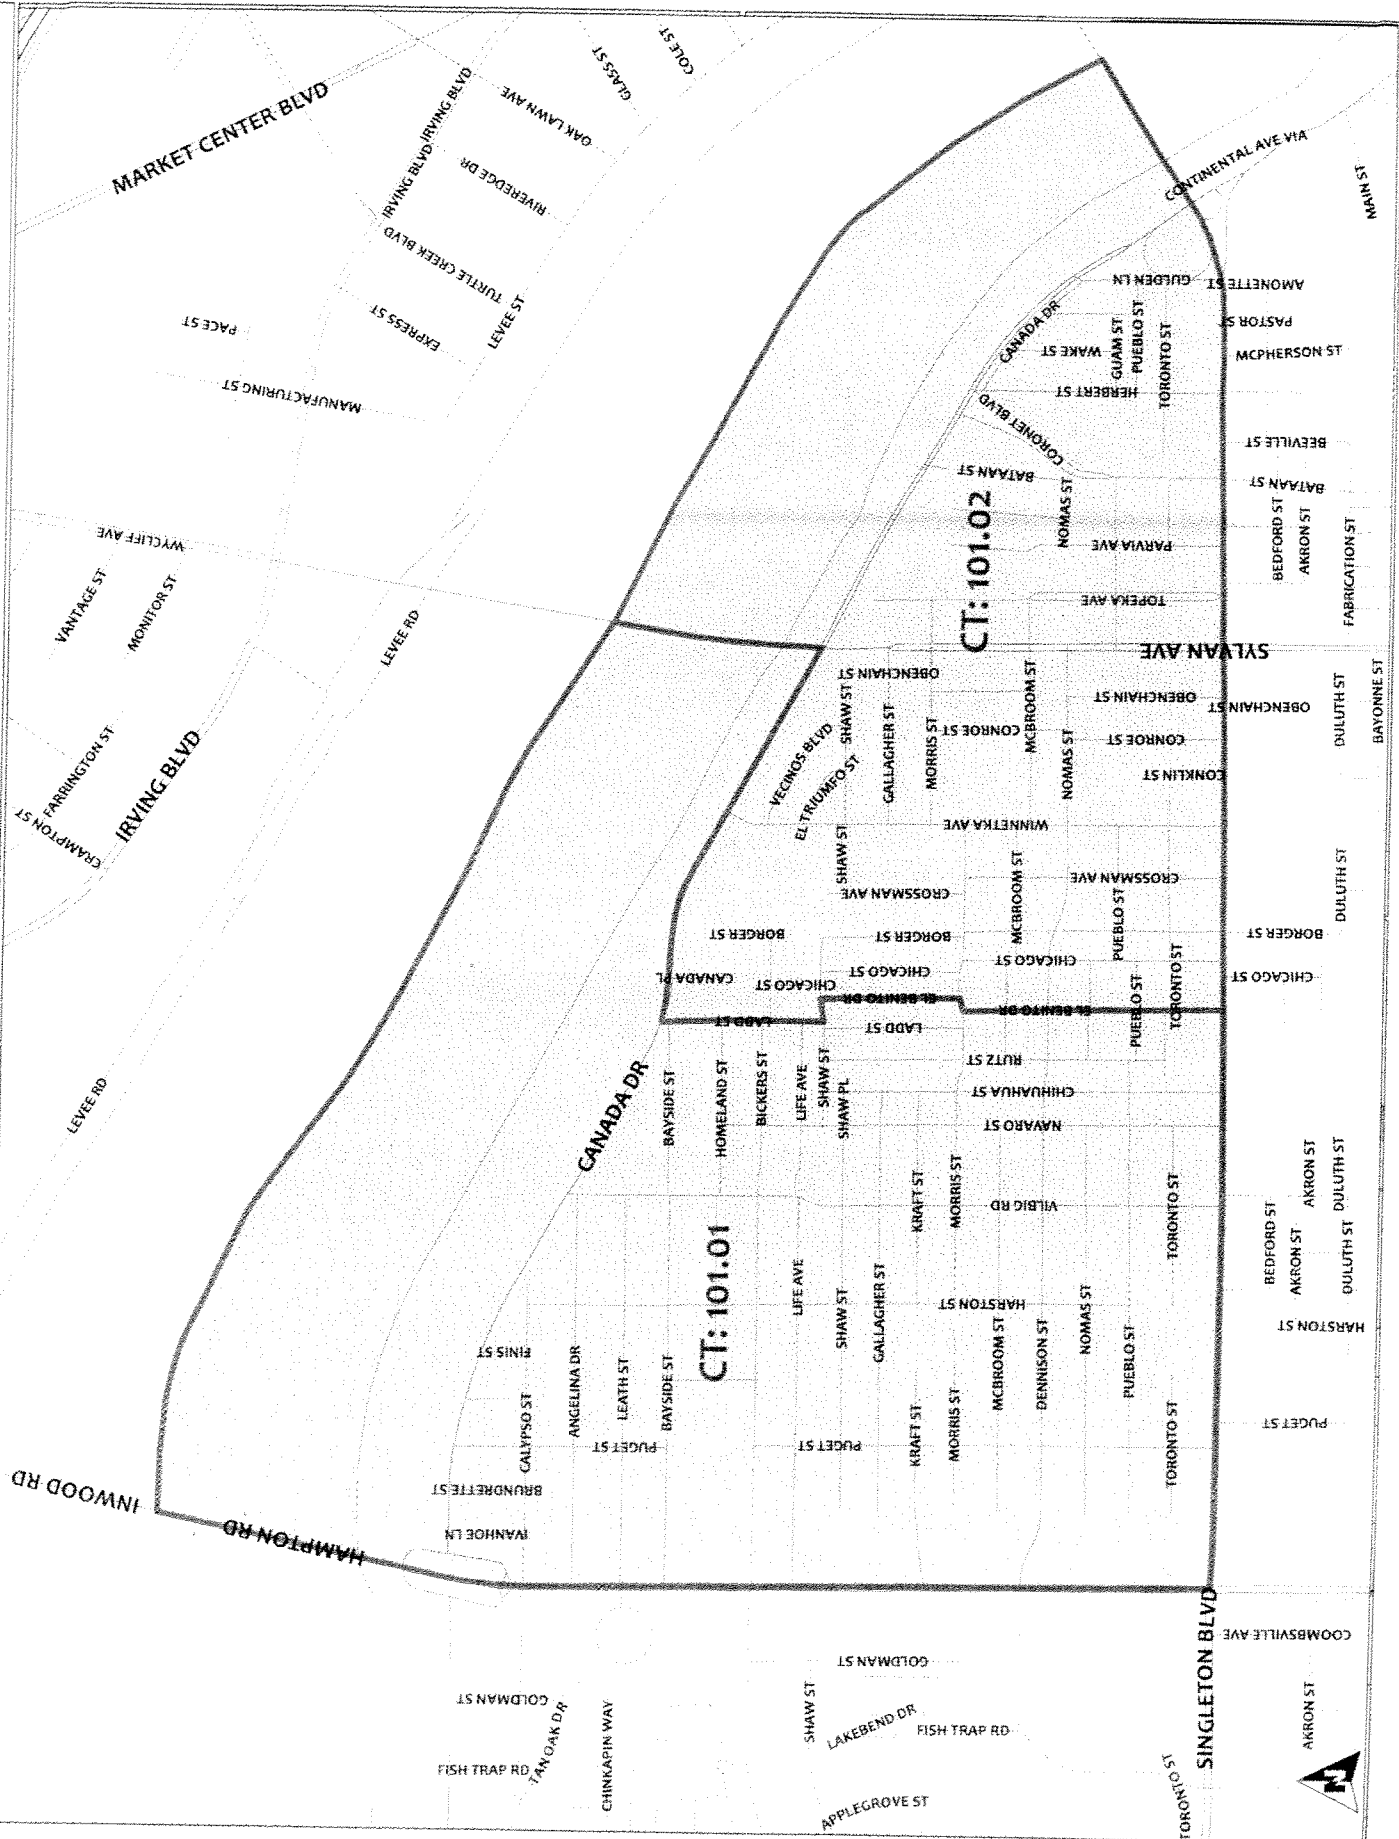 MARKET CENTER BLVD
IRVING BLVD
IRVING BLVD
OAK LAWN AVE
GLASS ST
COLE ST
RIVEREDGE DR
TURTLE CREEK BLVD
EXPRESS ST
LEVEE ST
PACE ST
MANUFACTURING ST
WYCLIFF AVE
VANTAGE ST
MONITOR ST
LEVEE RD
FARRINGTON ST
CRAMPTON ST
IRVING BLVD
LEVEE RD
INWOOD RD
HAMPTON RD
CONTINENTAL AVE VIA
MAIN ST
GULDEN LN
AMONETTE ST
PASTOR ST
MCPHERSON ST
CANADA DR
WAKE ST
GUAM ST
PUEBLO ST
TORONTO ST
HERBERT ST
CORONET BLVD
BATAAN ST
BEEVILLE ST
BATAAN ST
CT: 101.02
NOMAS ST
PARVIA AVE
BEDFORD ST
AKRON ST
FABRICATION ST
TOPEKA AVE
SYLVAN AVE
OBENCHAIN ST
OBENCHAIN ST
OBENCHAIN ST
SHAW ST
GALLAGHER ST
MORRIS ST
CONROE ST
MCBROOM ST
NOMAS ST
CONROE ST
CONKLIN ST
DULUTH ST
BAYONNE ST
VECINOS BLVD
EL TRIUMFO ST
WINNETKA AVE
SHAW ST
CROSSMAN AVE
MCBROOM ST
CROSSMAN AVE
PUEBLO ST
DULUTH ST
BORGER ST
BORGER ST
BORGER ST
CANADA PL
CHICAGO ST
CHICAGO ST
CHICAGO ST
CHICAGO ST
TORONTO ST
PUEBLO ST
EL BENITO DR
EL BENITO DR
LADD ST
LADD ST
RUTZ ST
CHIHUAHUA ST
NAVARO ST
CANADA DR
BAYSIDE ST
HOMELAND ST
BICKERS ST
LIFE AVE
SHAW ST
SHAW PL
KRAFT ST
MORRIS ST
VILBIG RD
TORONTO ST
AKRON ST
DULUTH ST
BEDFORD ST
AKRON ST
DULUTH ST
CT: 101.01
LIFE AVE
SHAW ST
GALLAGHER ST
HARSTON ST
HARSTON ST
MCBROOM ST
DENNISON ST
NOMAS ST
PUEBLO ST
FINIS ST
ANGELINA DR
LEATH ST
BAYSIDE ST
CALYPSO ST
PUGET ST
PUGET ST
PUGET ST
KRAFT ST
MORRIS ST
TORONTO ST
BRUNDRETTE ST
IVANHOE LN
SINGLETON BLVD
COOMBSVILLE AVE
GOLDMAN ST
GOLDMAN ST
FISH TRAP RD
TANOAK DR
CHINKAPIN WAY
SHAW ST
LAKEBEND DR
FISH TRAP RD
APPLEGROVE ST
TORONTO ST
AKRON ST
N